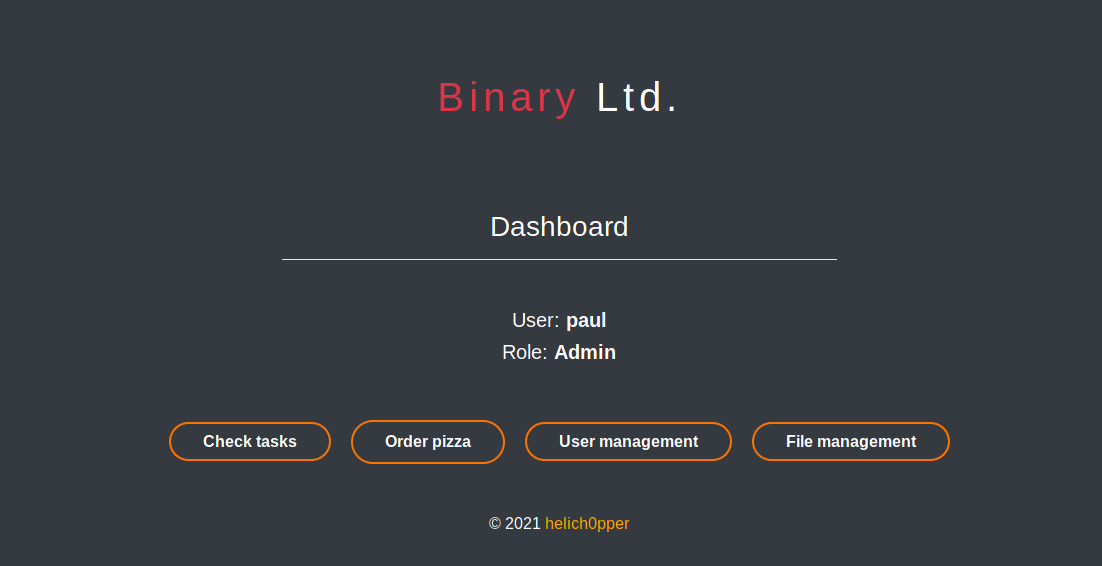 Binary Ltd.
Dashboard
User: paul
Role: Admin
Check tasks Order pizza User management File management
© 2021 helich0pper